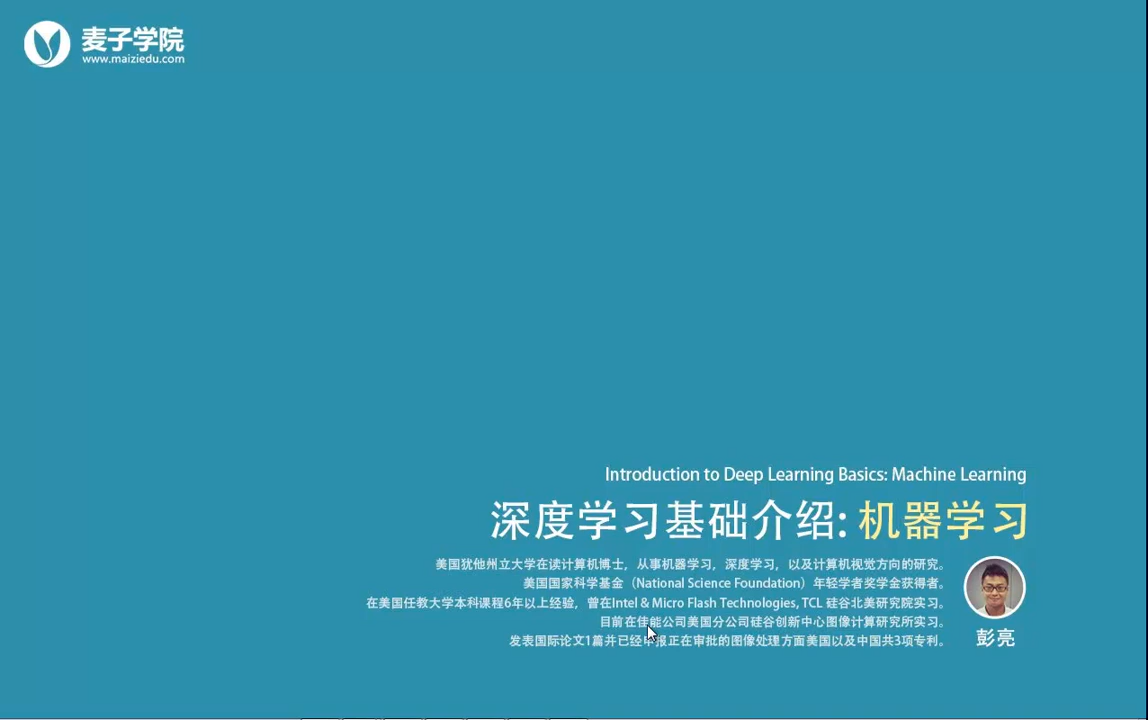 麦子学院
www.maiziedu.com
Introduction to Deep Learning Basics: Machine Learning
深度学习基础介绍: 机器学习
美国犹他州立大学在读计算机博士，从事机器学习，深度学习，以及计算机视觉方向的研究。
美国国家科学基金（National Science Foundation）年轻学者奖学金获得者。
在美国任教大学本科课程6年以上经验，曾在Intel & Micro Flash Technologies, TCL 硅谷北美研究院实习。
目前在佳能公司美国分公司硅谷创新中心图像计算研究所实习。
发表国际论文1篇并已经申报正在审批的图像处理方面美国以及中国共3项专利。
彭亮